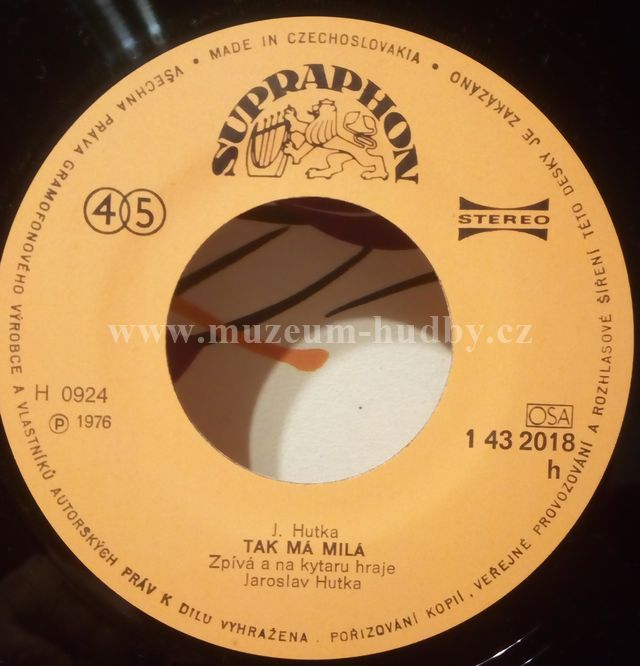 • MADE IN CZECHOSLOVAKIA •
SUPRAPHON
45
STEREO
www.muzeum-hudby.cz
H 0924
Ⓟ 1976
OSA
1 43 2018
h
J. Hutka
TAK MÁ MILÁ
Zpívá a na kytaru hraje
Jaroslav Hutka
VŠECHNA PRÁVA GRAMOFONOVÉHO VÝROBCE A VLASTNÍKŮ AUTORSKÝCH PRÁV K DÍLU VYHRAŽENA. POŘIZOVÁNÍ KOPIÍ, VEŘEJNÉ PROVOZOVÁNÍ A ROZHLASOVÉ ŠÍŘENÍ TÉTO DESKY JE ZAKÁZÁNO